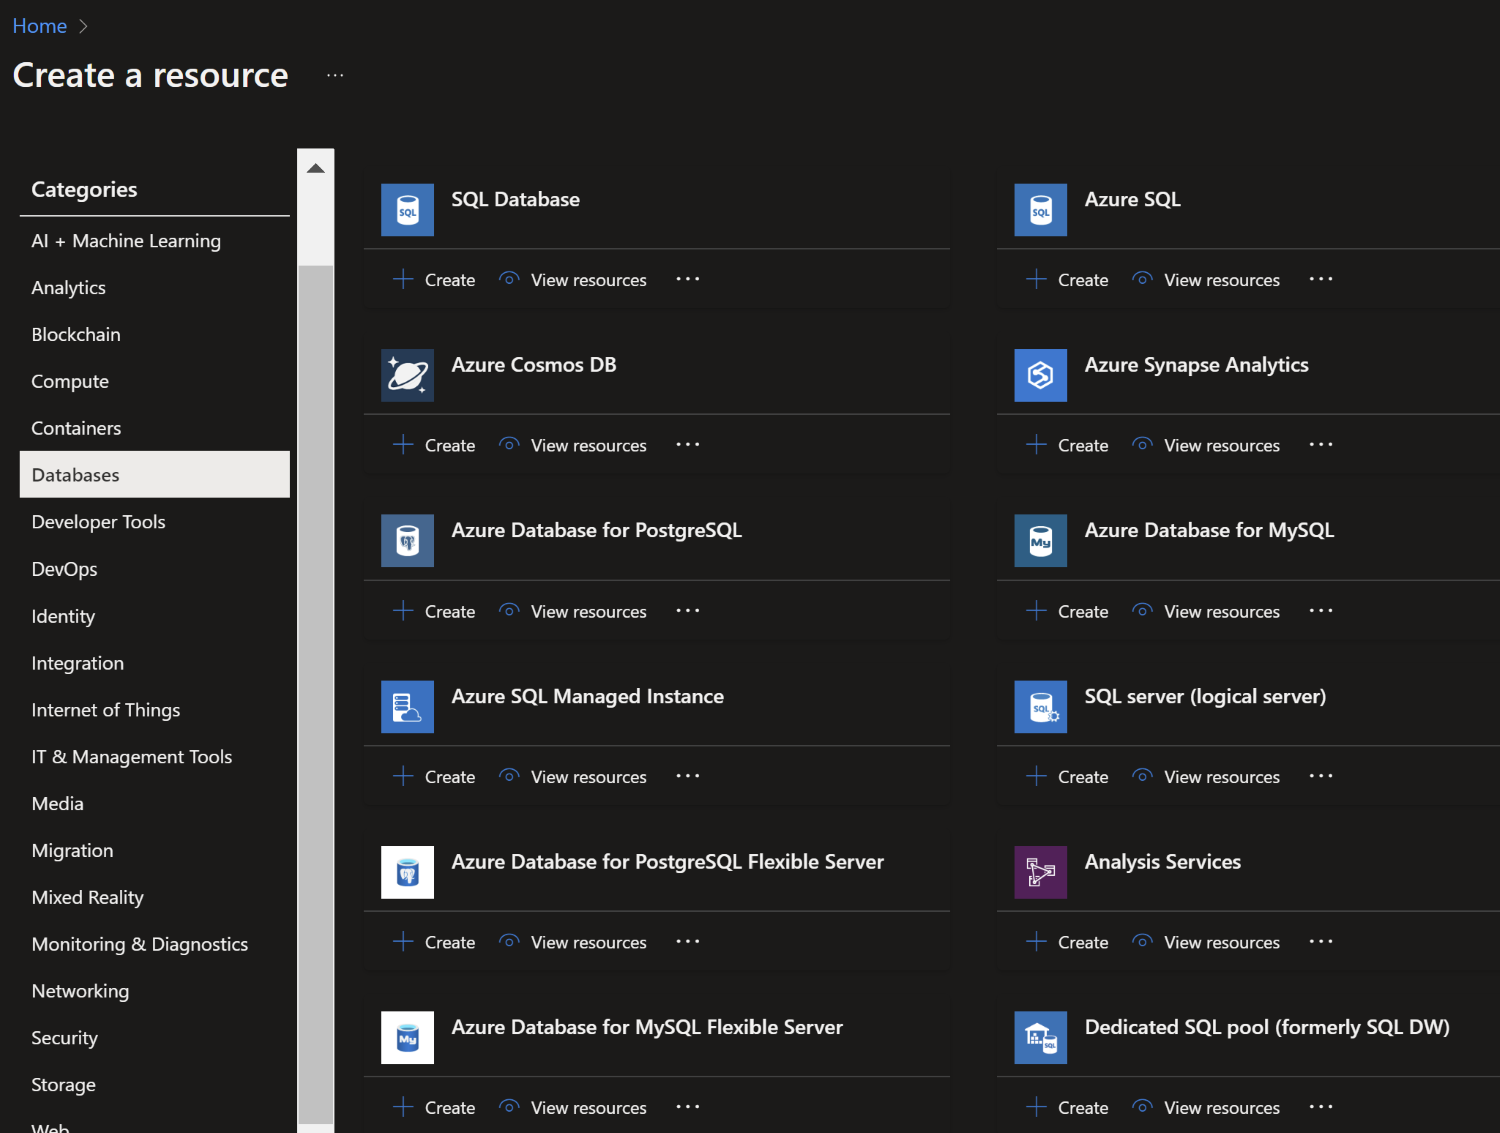 Home
Create a resource
...
Categories
AI + Machine Learning
Analytics
Blockchain
Compute
Containers
Databases
Developer Tools
DevOps
Identity
Integration
Internet of Things
IT & Management Tools
Media
Migration
Mixed Reality
Monitoring & Diagnostics
Networking
Security
Storage
Web
SQL
SQL Database
Create
View resources
...
SQL
Azure SQL
Create
View resources
...
Azure Cosmos DB
Create
View resources
...
Azure Synapse Analytics
Create
View resources
...
Azure Database for PostgreSQL
Create
View resources
...
My
Azure Database for MySQL
Create
View resources
...
Azure SQL Managed Instance
Create
View resources
...
SQL
SQL server (logical server)
Create
View resources
...
Azure Database for PostgreSQL Flexible Server
Create
View resources
...
Analysis Services
Create
View resources
...
My
Azure Database for MySQL Flexible Server
Create
View resources
...
SQL
Dedicated SQL pool (formerly SQL DW)
Create
View resources
...